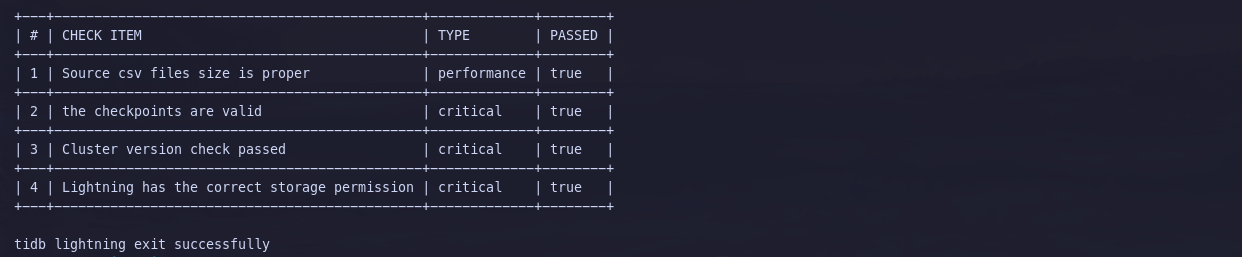 +---+----------------------------------------------+-------------+--------+
| # | CHECK ITEM                                   | TYPE        | PASSED |
+---+----------------------------------------------+-------------+--------+
| 1 | Source csv files size is proper              | performance | true   |
+---+----------------------------------------------+-------------+--------+
| 2 | the checkpoints are valid                    | critical    | true   |
+---+----------------------------------------------+-------------+--------+
| 3 | Cluster version check passed                 | critical    | true   |
+---+----------------------------------------------+-------------+--------+
| 4 | Lightning has the correct storage permission | critical    | true   |
+---+----------------------------------------------+-------------+--------+
tidb lightning exit successfully